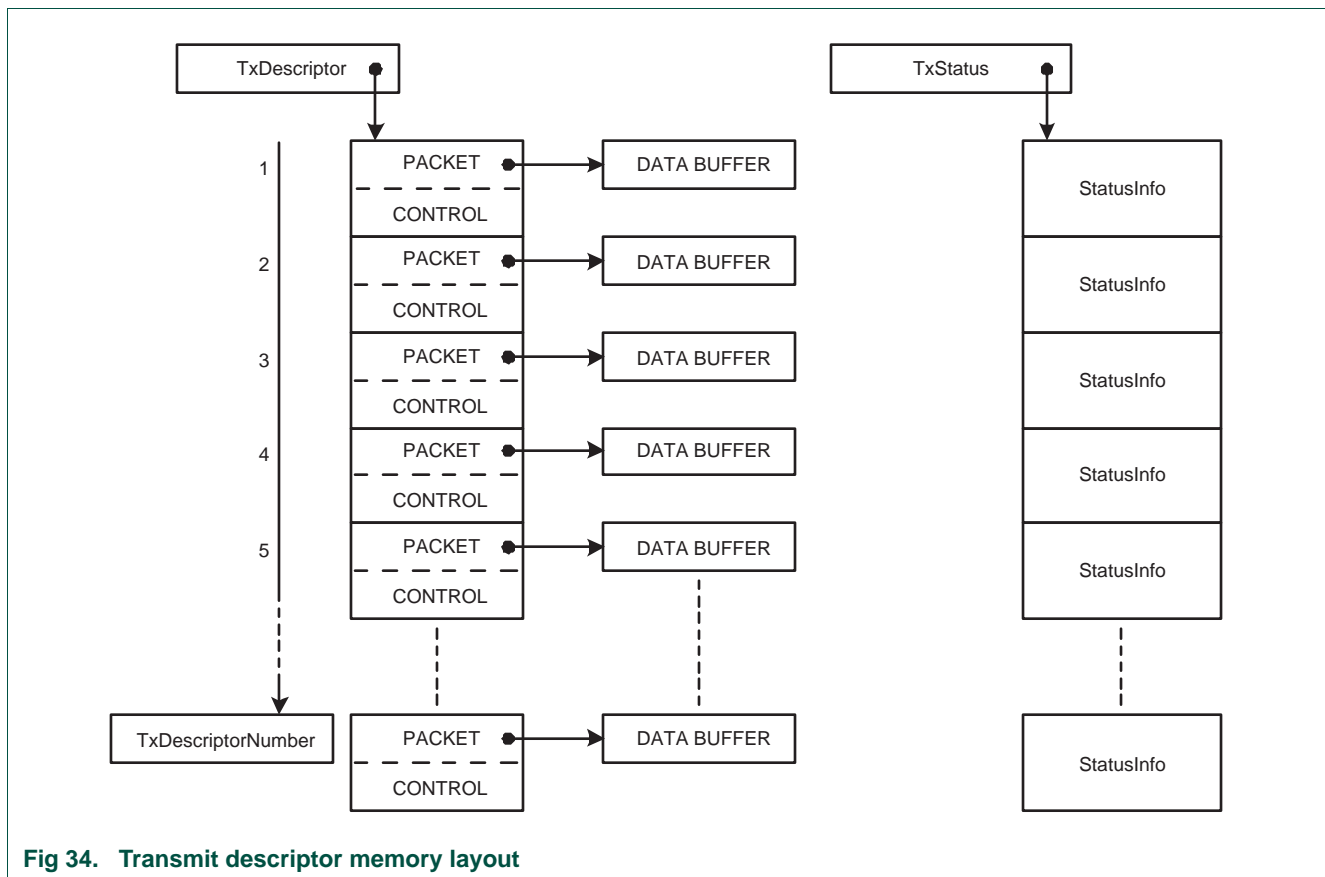 TxDescriptor
TxStatus
1
PACKET
DATA BUFFER
StatusInfo
CONTROL
2
PACKET
DATA BUFFER
StatusInfo
CONTROL
3
PACKET
DATA BUFFER
StatusInfo
CONTROL
4
PACKET
DATA BUFFER
StatusInfo
CONTROL
5
PACKET
DATA BUFFER
StatusInfo
CONTROL
TxDescriptorNumber
PACKET
DATA BUFFER
StatusInfo
CONTROL
Fig 34. Transmit descriptor memory layout